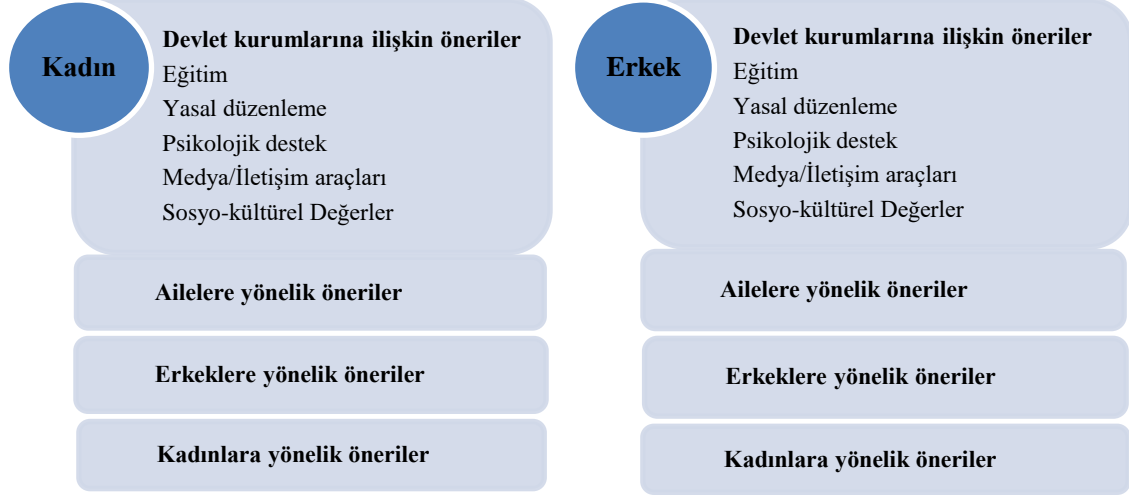 Kadın
Devlet kurumlarına ilişkin öneriler
Eğitim
Yasal düzenleme
Psikolojik destek
Medya/İletişim araçları
Sosyo-kültürel Değerler
Ailelere yönelik öneriler
Erkeklere yönelik öneriler
Kadınlara yönelik öneriler
Erkek
Devlet kurumlarına ilişkin öneriler
Eğitim
Yasal düzenleme
Psikolojik destek
Medya/İletişim araçları
Sosyo-kültürel Değerler
Ailelere yönelik öneriler
Erkeklere yönelik öneriler
Kadınlara yönelik öneriler